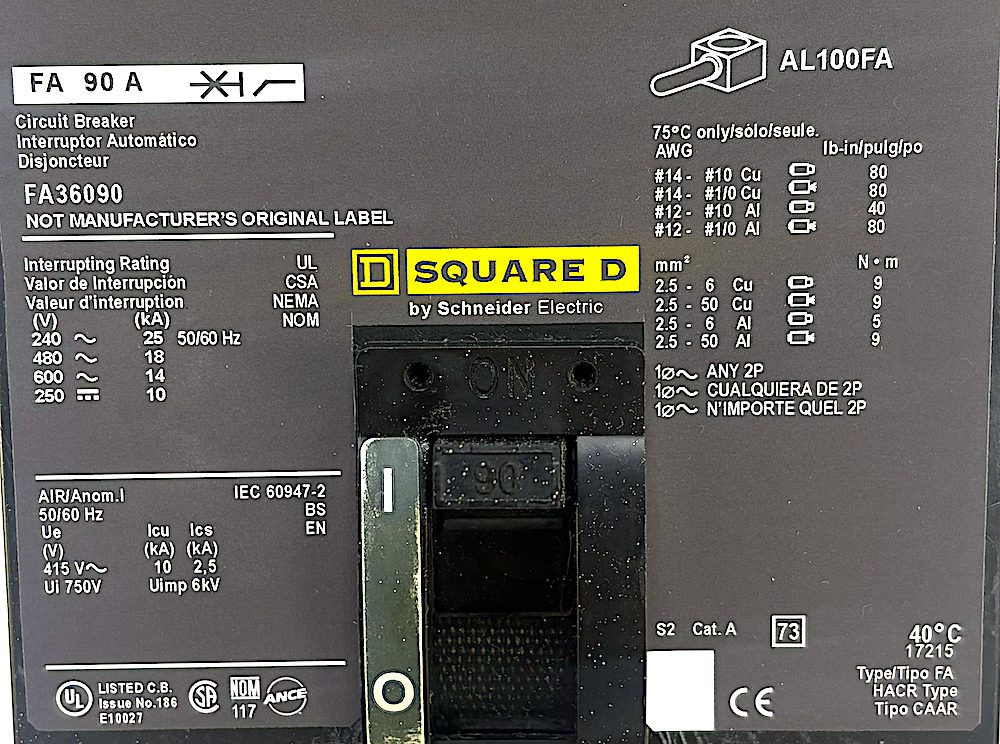 FA 90 A
Circuit Breaker
Interruptor Automático
Disjoncteur
FA36090
NOT MANUFACTURER'S ORIGINAL LABEL
Interrupting Rating UL
Valor de Interrupción CSA
Valeur d'interruption NEMA
(V) (kA) NOM
240 ~ 25 50/60 Hz
480 ~ 18
600 ~ 14
250 ⎓ 10
AIR/Anom.I IEC 60947-2
50/60 Hz BS
Ue Icu Ics EN
(V) (kA) (kA)
415 V~ 10 2,5
Ui 750V Uimp 6kV
UL LISTED C.B.
Issue No.186
E10027
SA
NOM
117
ANCE
D SQUARE D
by Schneider Electric
ON
90
I
O
AL100FA
75°C only/sólo/seule.
AWG lb-in/pulg/po
#14 - #10 Cu 80
#14 - #1/0 Cu 80
#12 - #10 Al 40
#12 - #1/0 Al 80
mm² N•m
2.5 - 6 Cu 9
2.5 - 50 Cu 9
2.5 - 6 Al 5
2.5 - 50 Al 9
1ø~ ANY 2P
1ø~ CUALQUIERA DE 2P
1ø~ N'IMPORTE QUEL 2P
S2 Cat. A 73 40°C
17215
Type/Tipo FA
HACR Type
Tipo CAAR
CE